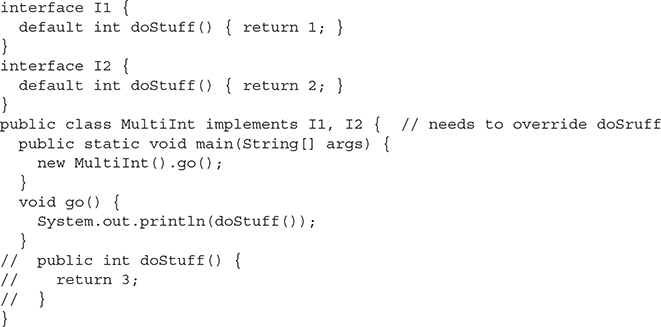 interface I1 {
  default int doStuff() { return 1; }
}
interface I2 {
  default int doStuff() { return 2; }
}
public class MultiInt implements I1, I2 {  // needs to override doSruff
  public static void main(String[] args) {
    new MultiInt().go();
  }
  void go() {
    System.out.println(doStuff());
  }
//  public int doStuff() {
//    return 3;
//  }
}